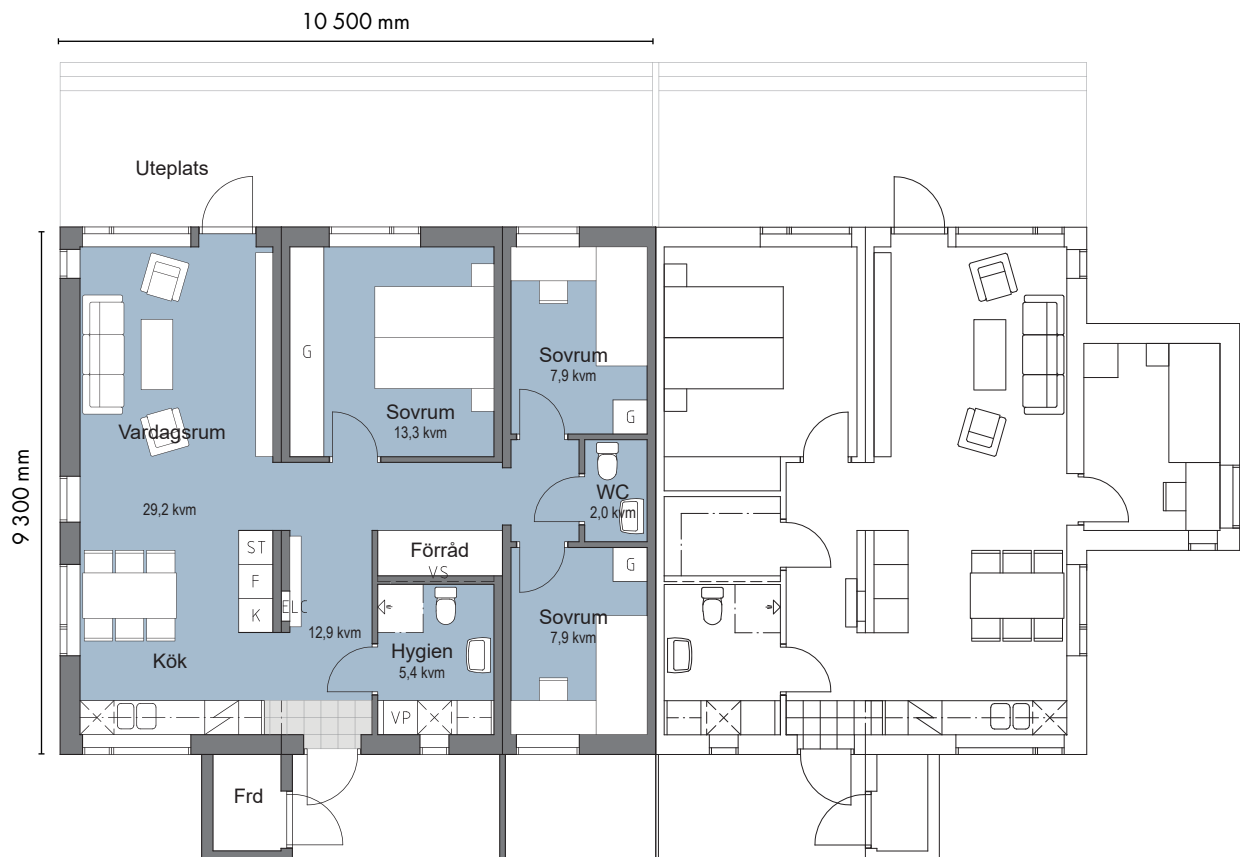 10 500 mm
Uteplats
9 300 mm
G
Sovrum
13,3 kvm
Sovrum
7,9 kvm
G
Vardagsrum
29,2 kvm
WC
2,0 kvm
ST
F
K
ELC
Förråd
VS
G
12,9 kvm
Sovrum
7,9 kvm
Hygien
5,4 kvm
Kök
VP
Frd